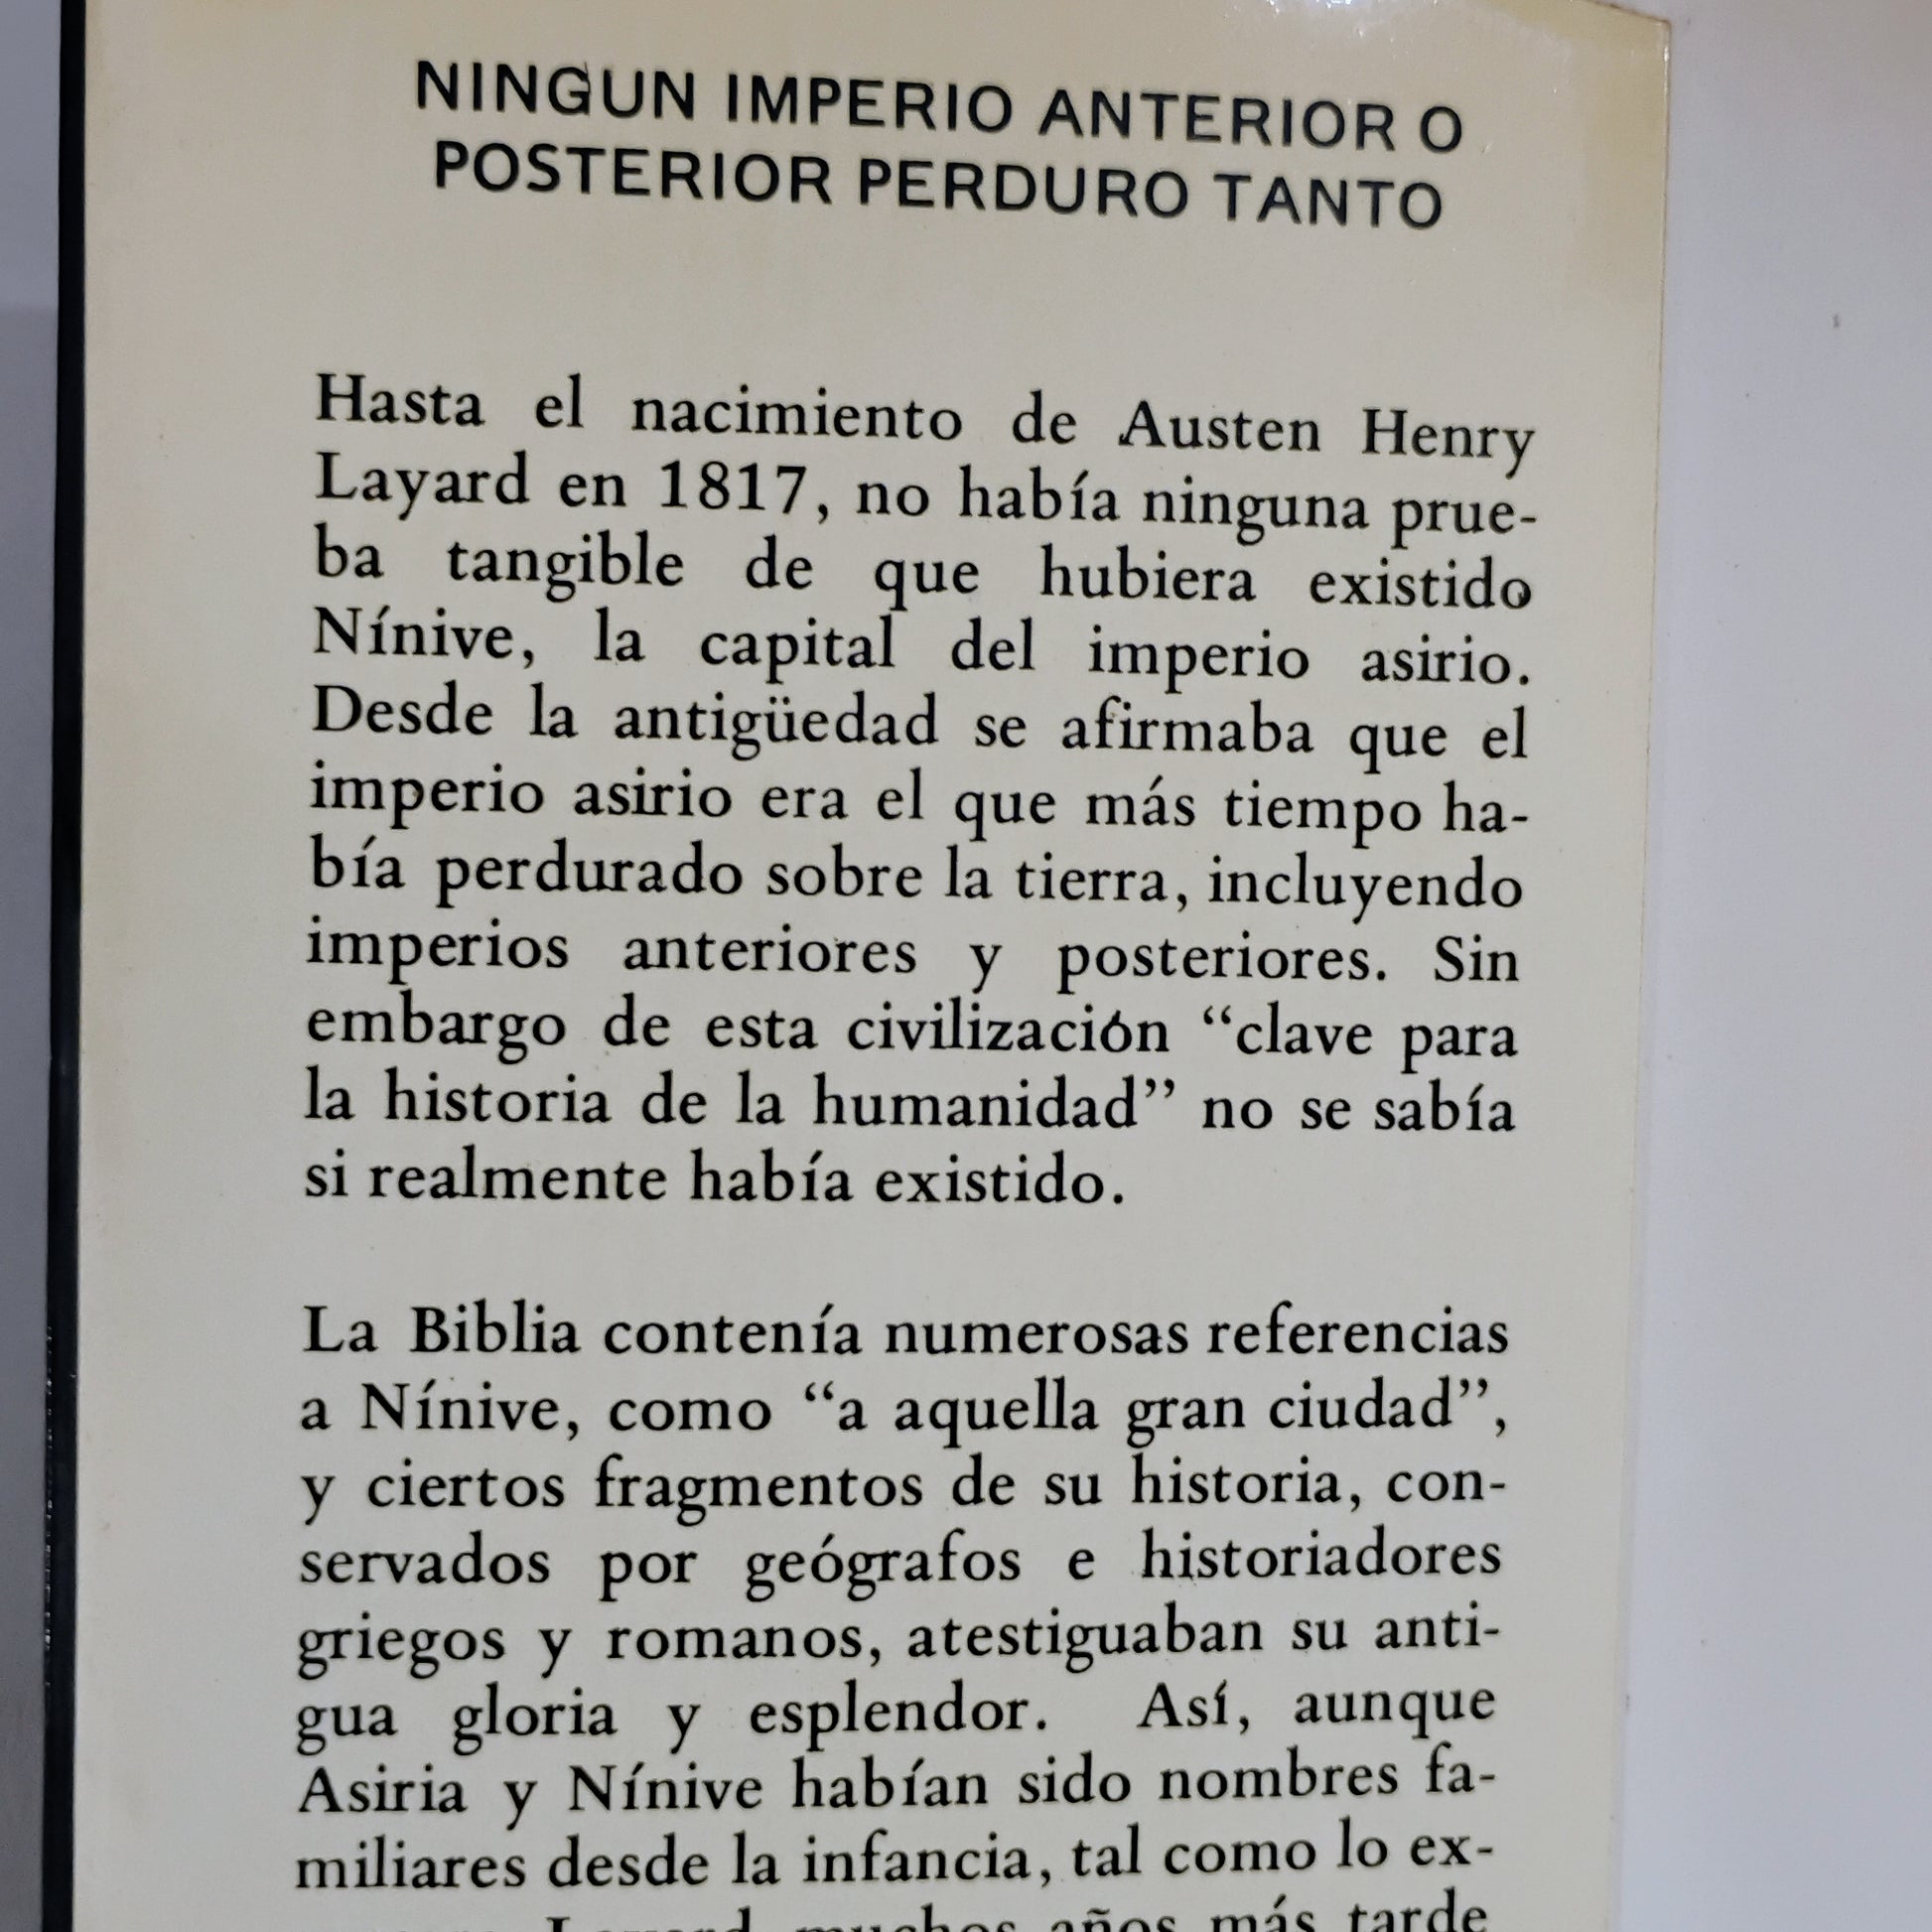 NINGUN IMPERIO ANTERIOR O
POSTERIOR PERDURO TANTO
Hasta el nacimiento de Austen Henry
Layard en 1817, no había ninguna prue-
ba tangible de que hubiera existido
Nínive, la capital del imperio asirio.
Desde la antigüedad se afirmaba que el
imperio asirio era el que más tiempo ha-
bía perdurado sobre la tierra, incluyendo
imperios anteriores y posteriores. Sin
embargo de esta civilización “clave para
la historia de la humanidad” no se sabía
si realmente había existido.
La Biblia contenía numerosas referencias
a Nínive, como “a aquella gran ciudad”,
y ciertos fragmentos de su historia, con-
servados por geógrafos e historiadores
griegos y romanos, atestiguaban su anti-
gua gloria y esplendor. Así, aunque
Asiria y Nínive habían sido nombres fa-
miliares desde la infancia, tal como lo ex-
Layard muchos años más tarde